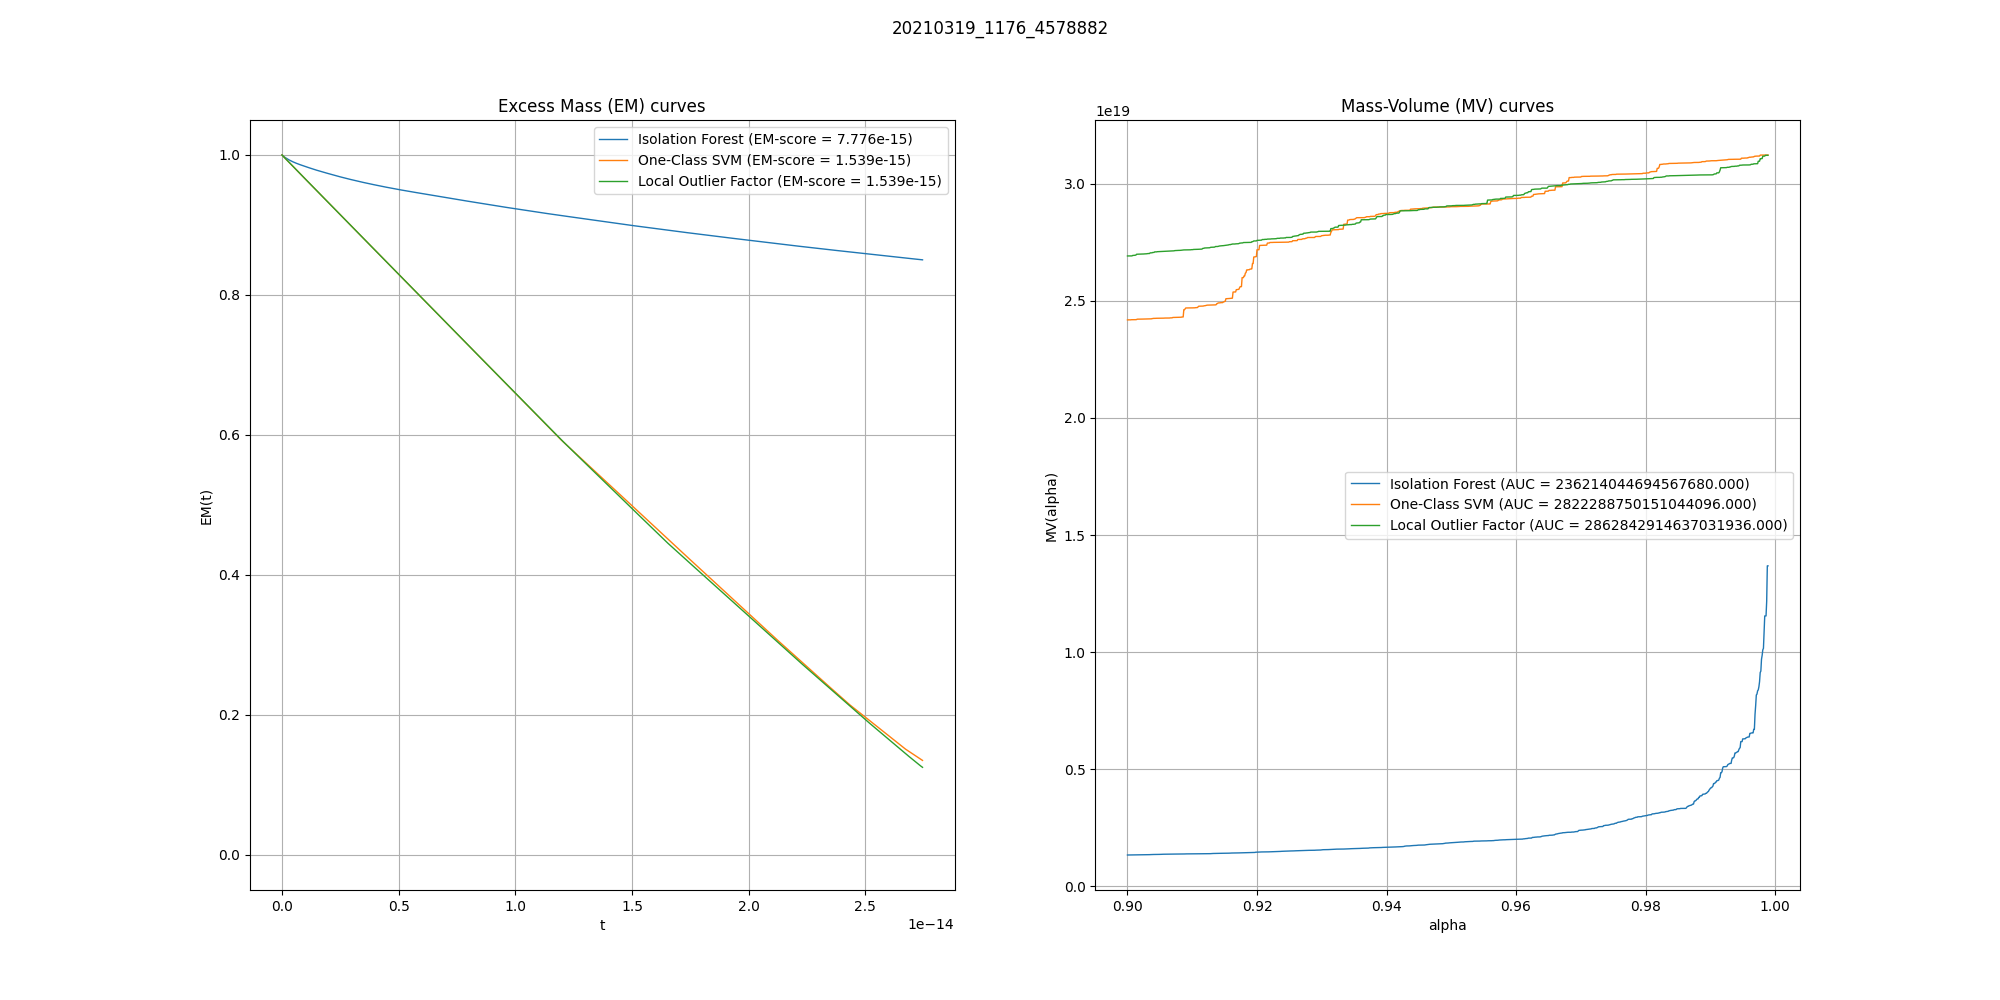 20210319_1176_4578882
Excess Mass (EM) curves
Isolation Forest (EM-score = 7.776e-15)
One-Class SVM (EM-score = 1.539e-15)
Local Outlier Factor (EM-score = 1.539e-15)
1.0
0.8
0.6
0.4
0.2
0.0
EM(t)
0.0 0.5 1.0 1.5 2.0 2.5
1e−14
t
Mass-Volume (MV) curves
1e19
3.0
2.5
2.0
1.5
1.0
0.5
0.0
MV(alpha)
Isolation Forest (AUC = 236214044694567680.000)
One-Class SVM (AUC = 2822288750151044096.000)
Local Outlier Factor (AUC = 2862842914637031936.000)
0.90 0.92 0.94 0.96 0.98 1.00
alpha